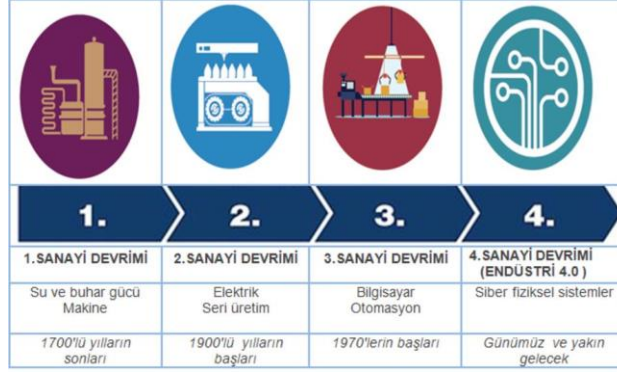 1.
2.
3.
4.
1.SANAYİ DEVRİMİ
2.SANAYİ DEVRİMİ
3.SANAYİ DEVRİMİ
4.SANAYİ DEVRİMİ
(ENDÜSTRİ 4.0 )
Su ve buhar gücü
Makine
Elektrik
Seri üretim
Bilgisayar
Otomasyon
Siber fiziksel sistemler
1700'lü yılların
sonları
1900'lü yılların
başları
1970'lerin başları
Günümüz ve yakın
gelecek